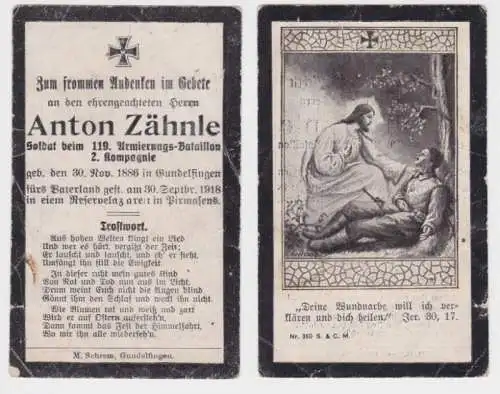 Zum frommen Andenken im Gebete
an den ehrengeachteten Herrn
Anton Zähnle
Soldat beim 119. Armierungs-Bataillon
2. Kompagnie
geb. den 30. Nov. 1886 in Gundelfingen
fürs Vaterland gest. am 30. Septbr. 1918
in eiem Reservelazarett in Pirmasens.
Trostwort.
Aus hohen Welten klingt ein Lied
Und wer es hört vergißt der Zeit;
Er lauscht und lauscht, und eh' er sieht.
Umfängt ihn still die Ewigkeit.
In dieser ruht mein gutes Kind
Von Not und Tod nun aus im Licht.
Denn weint Euch nicht die Augen blind
Gönnt ihm den Schlaf und weckt ihn nicht.
Wie Blumen rot und weiß und zart
Wird er auf Ostern auferstehn
Dann kommt das Fest der Himmelfahrt.
Wo wir ihn alle wiedersehn.
M. Schrem, Gundelfingen.
„Deine Wundnarbe will ich ver-
klären und dich heilen." Jer. 30, 17.
Nr. 360 S. & C. M.